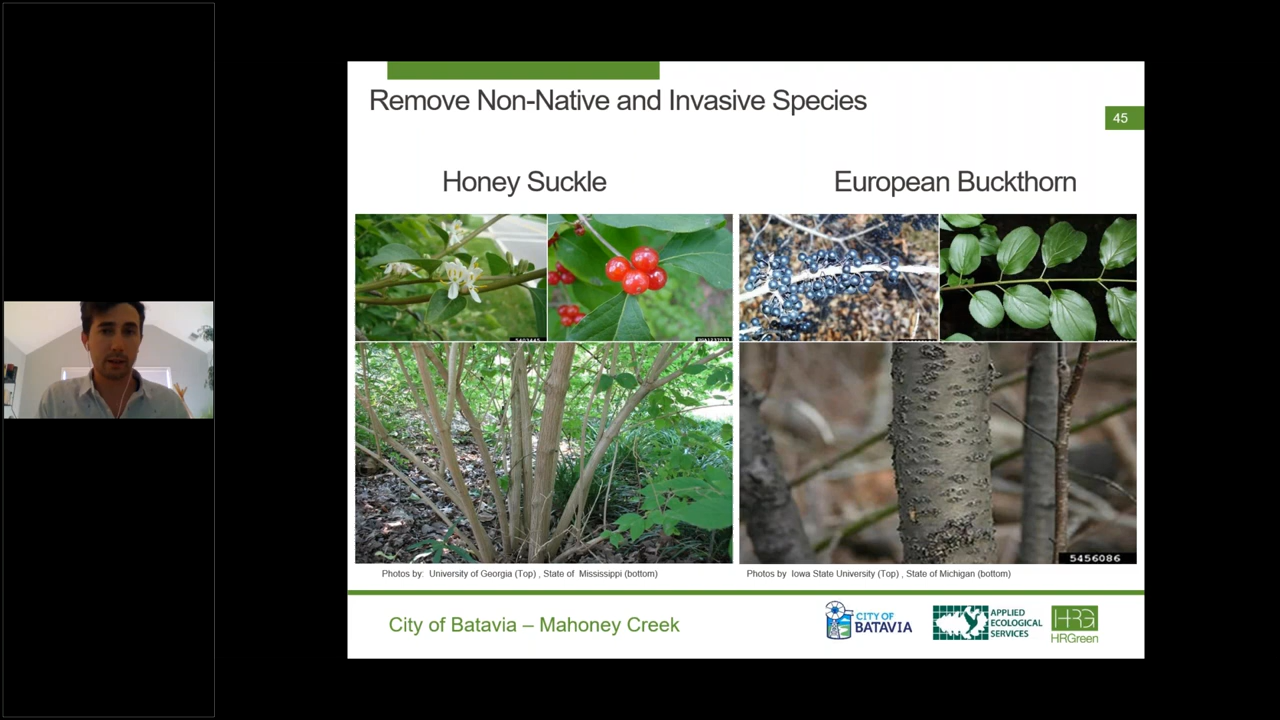 Remove Non-Native and Invasive Species
45
Honey Suckle
European Buckthorn
5456086
Photos by: University of Georgia (Top) , State of Mississippi (bottom)
Photos by Iowa State University (Top) , State of Michigan (bottom)
City of Batavia – Mahoney Creek
CITY OF
BATAVIA
APPLIED
ECOLOGICAL
SERVICES
HRG
HRGreen